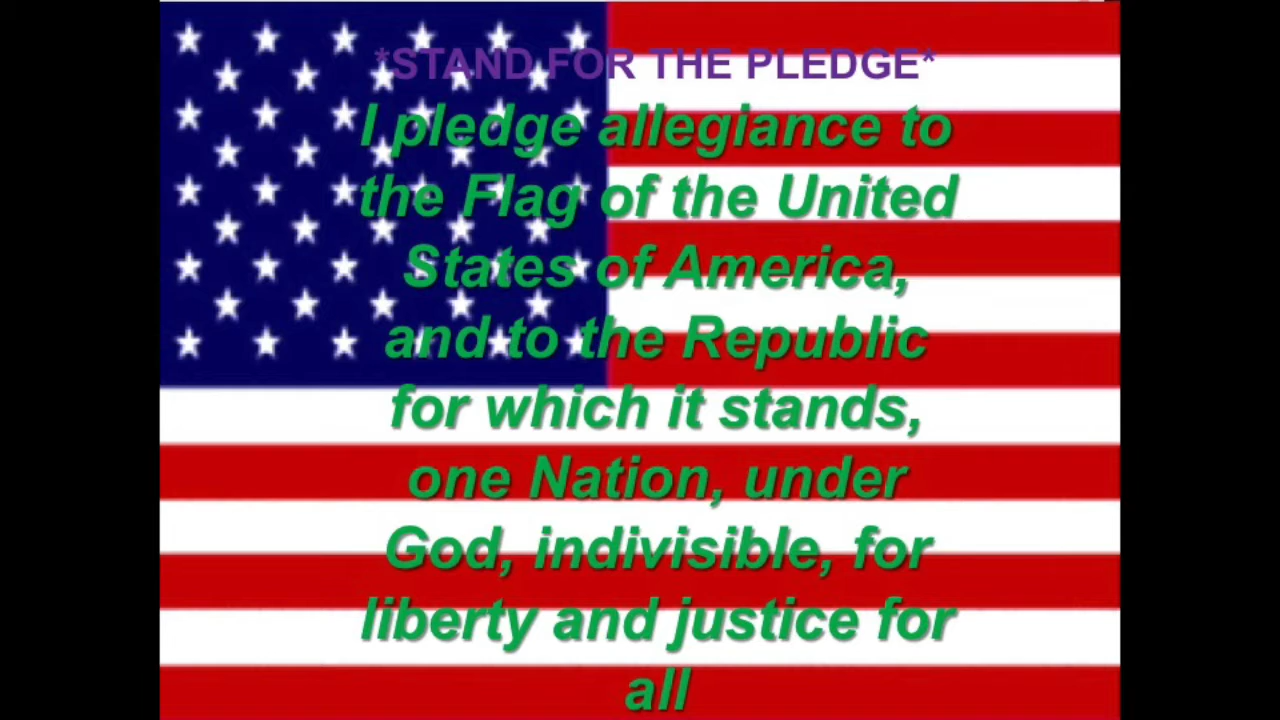 *STAND FOR THE PLEDGE*
I pledge allegiance to
the Flag of the United
States of America,
and to the Republic
for which it stands,
one Nation, under
God, indivisible, for
liberty and justice for
all